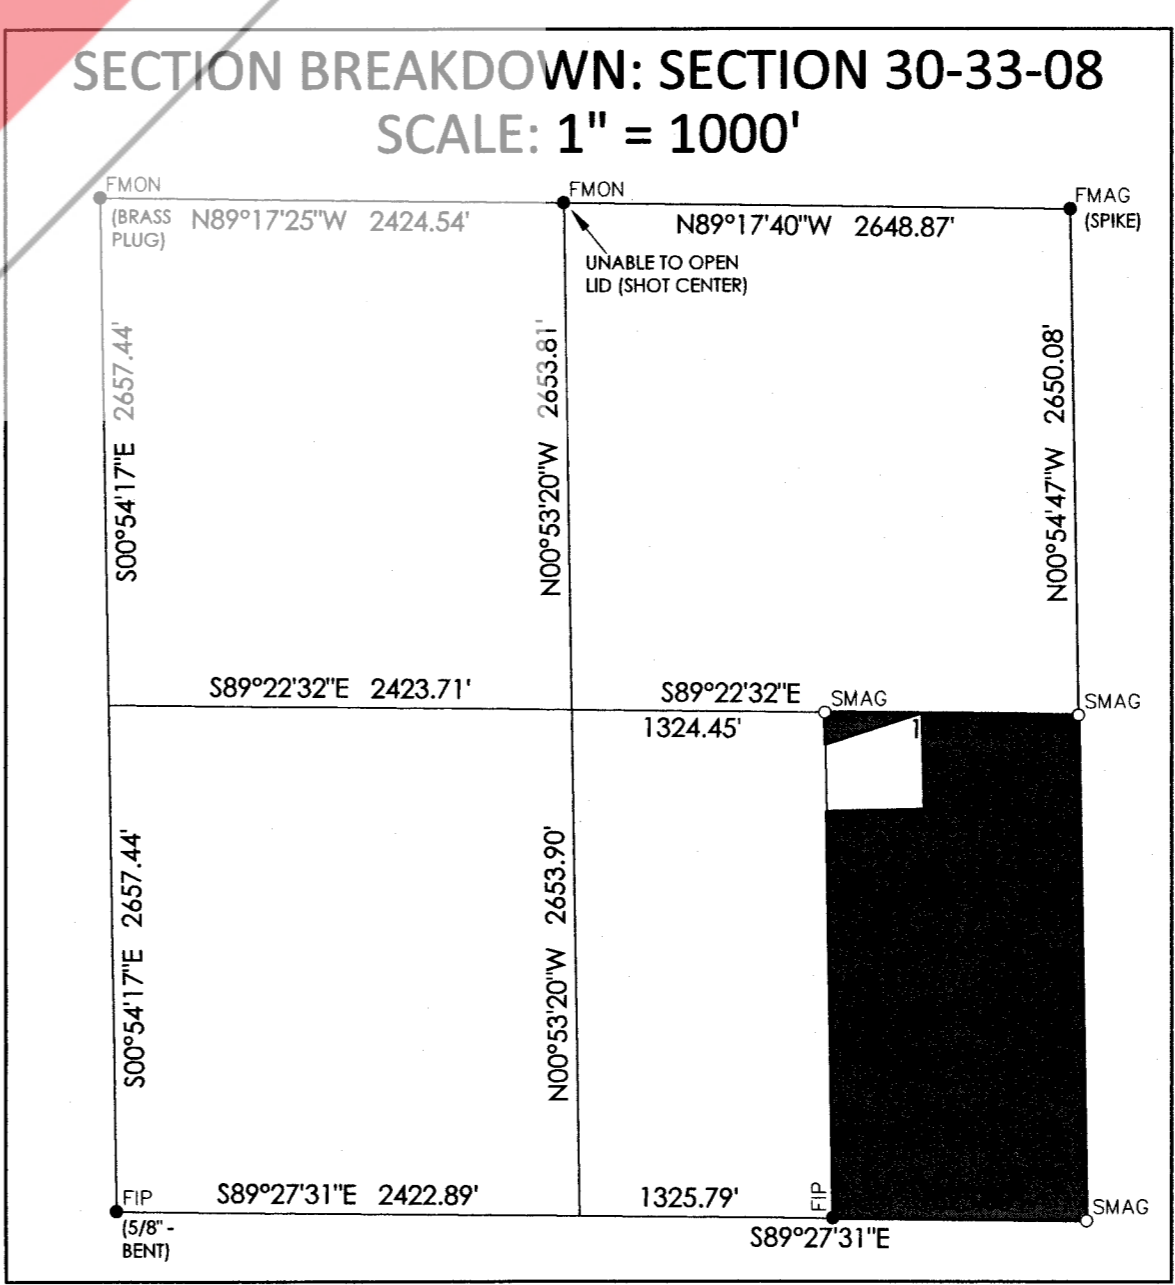 SECTION BREAKDOWN: SECTION 30-33-08
SCALE: 1" = 1000'
FMON
(BRASS
PLUG)
N89°17'25"W 2424.54'
FMON
UNABLE TO OPEN
LID (SHOT CENTER)
N89°17'40"W 2648.87'
FMAG
(SPIKE)
S00°54'17"E 2657.44'
N00°53'20"W 2653.81'
N00°54'47"W 2650.08'
S89°22'32"E 2423.71'
S89°22'32"E
1324.45'
SMAG
SMAG
1
S00°54'17"E 2657.44'
N00°53'20"W 2653.90'
FIP
(5/8" -
BENT)
S89°27'31"E 2422.89'
1325.79'
FIP
S89°27'31"E
SMAG